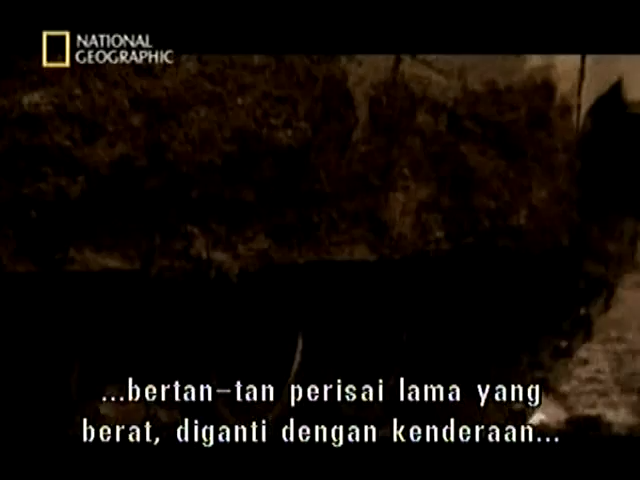 NATIONAL
GEOGRAPHIC
...bertan-tan perisai lama yang
berat, diganti dengan kenderaan...